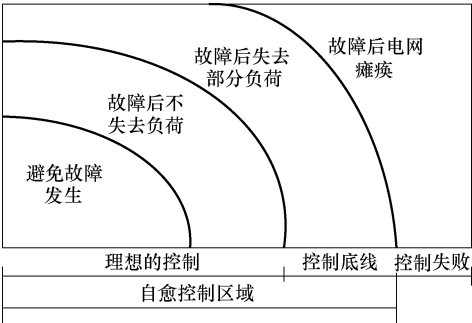 故障后失去
部分负荷
故障后电网
瘫痪
故障后不
失去负荷
避免故障
发生
理想的控制
控制底线
控制失败
自愈控制区域